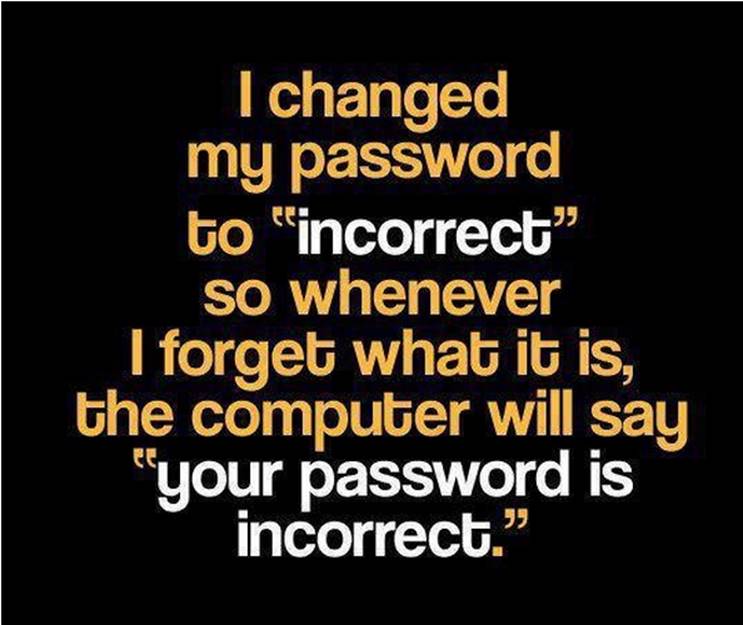 I changed
my password
to “incorrect”
so whenever
I forget what it is,
the computer will say
“your password is
incorrect.”